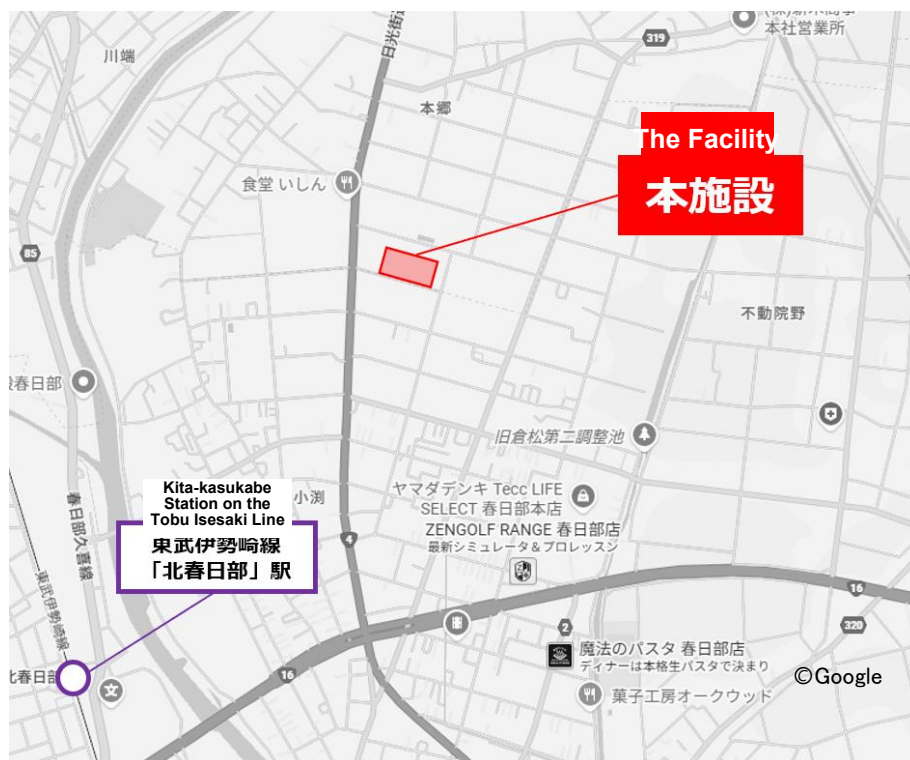 川端
日光街道
319
本社営業所
本郷
The Facility
本施設
食堂 いしん
85
不動院野
春日部
旧倉松第二調整池
ヤマダデンキ Tecc LIFE
SELECT 春日部本店
ZENGOLF RANGE 春日部店
最新シミュレータ＆プロレッスン
小渕
Kita-kasukabe
Station on the
Tobu Isesaki Line
東武伊勢崎線
「北春日部」駅
春日部久喜線
東武伊勢崎線
4
16
2
320
魔法のパスタ 春日部店
ディナーは本格生パスタで決まり
©Google
北春日部
文
16
菓子工房オークウッド